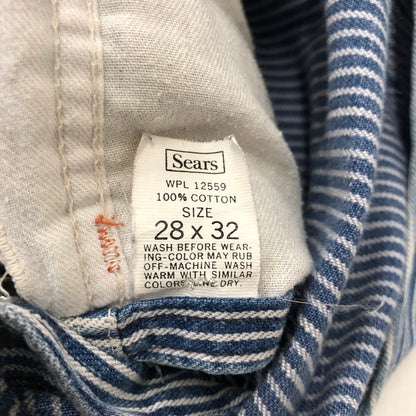 Sears
WPL 12559
100% COTTON
SIZE
28 x 32
WASH BEFORE WEAR-
ING-COLOR MAY RUB
OFF-MACHINE WASH
WARM WITH SIMILAR
COLORS-LINE DRY.